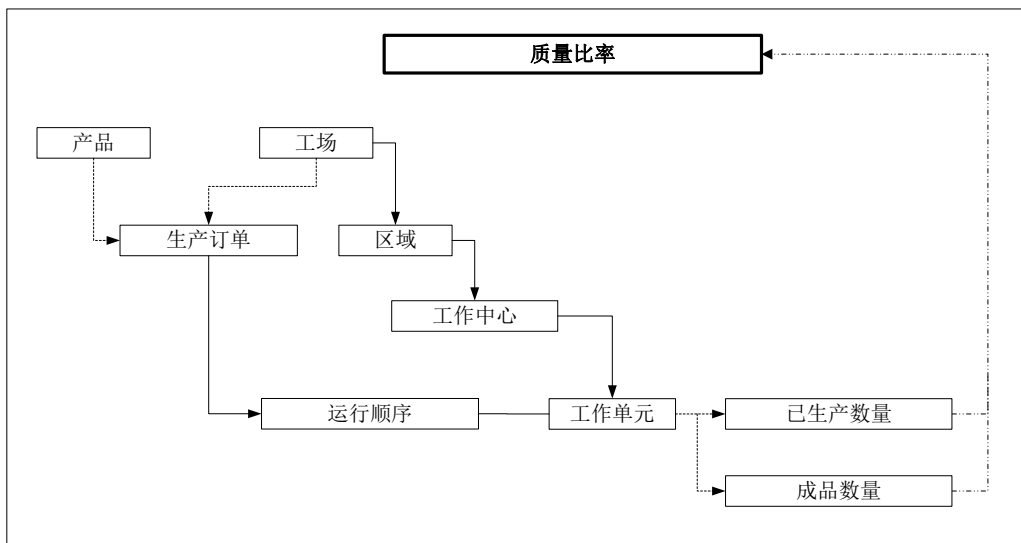 质量比率
产品
工场
生产订单
区域
工作中心
运行顺序
工作单元
已生产数量
成品数量